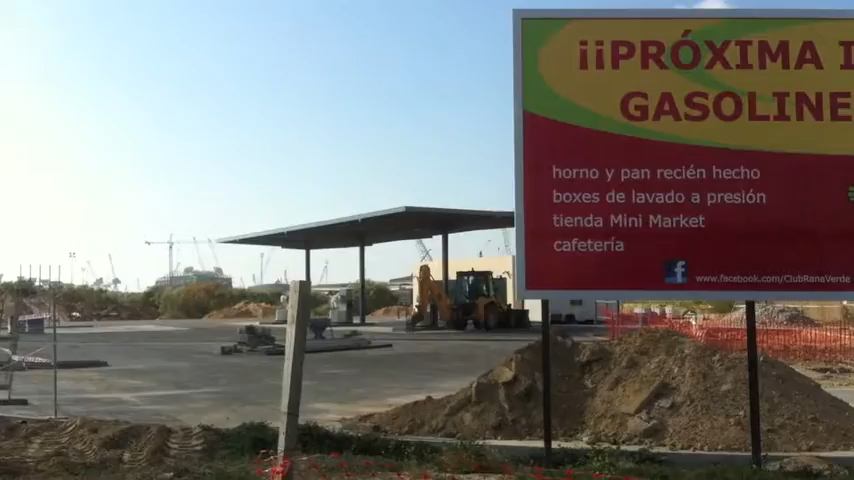 ¡¡PRÓXIMA I
GASOLINE
horno y pan recién hecho
boxes de lavado a presión
tienda Mini Market
cafetería
f www.facebook.com/ClubRanaVerde